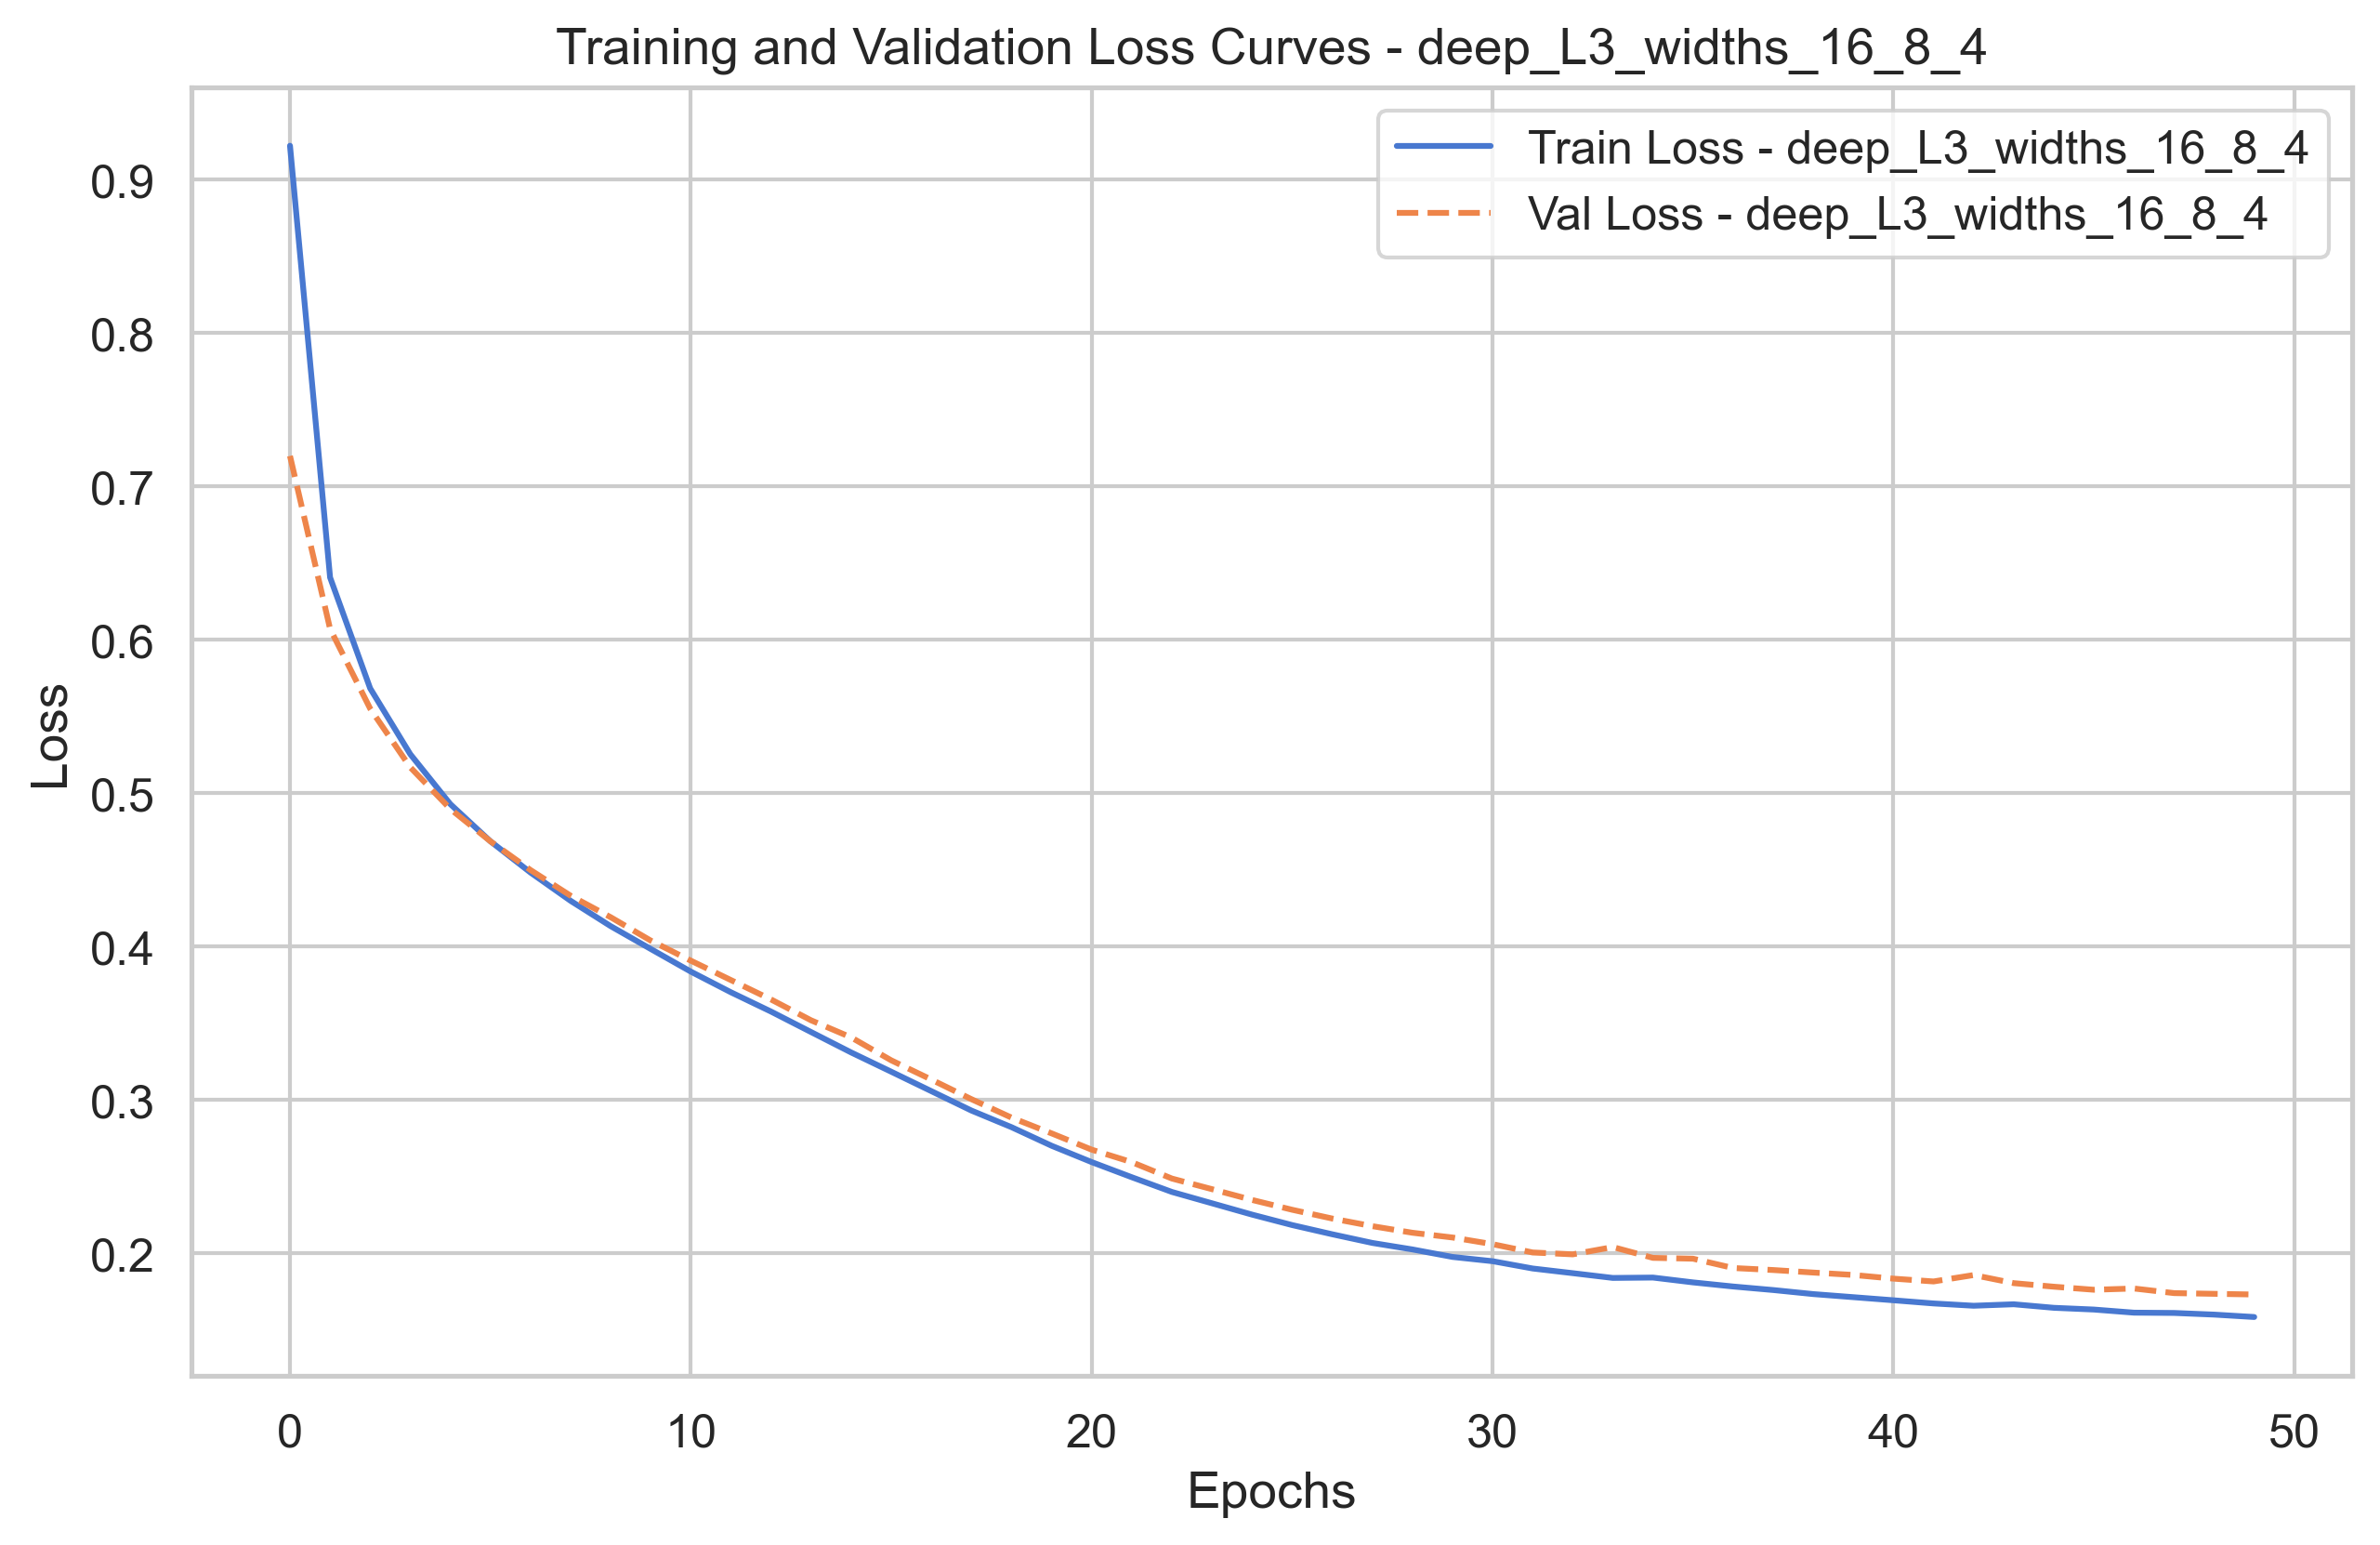 Training and Validation Loss Curves - deep_L3_widths_16_8_4
Train Loss - deep_L3_widths_16_8_4
Val Loss - deep_L3_widths_16_8_4
0.9
0.8
0.7
0.6
0.5
0.4
0.3
0.2
Loss
0 10 20 30 40 50
Epochs